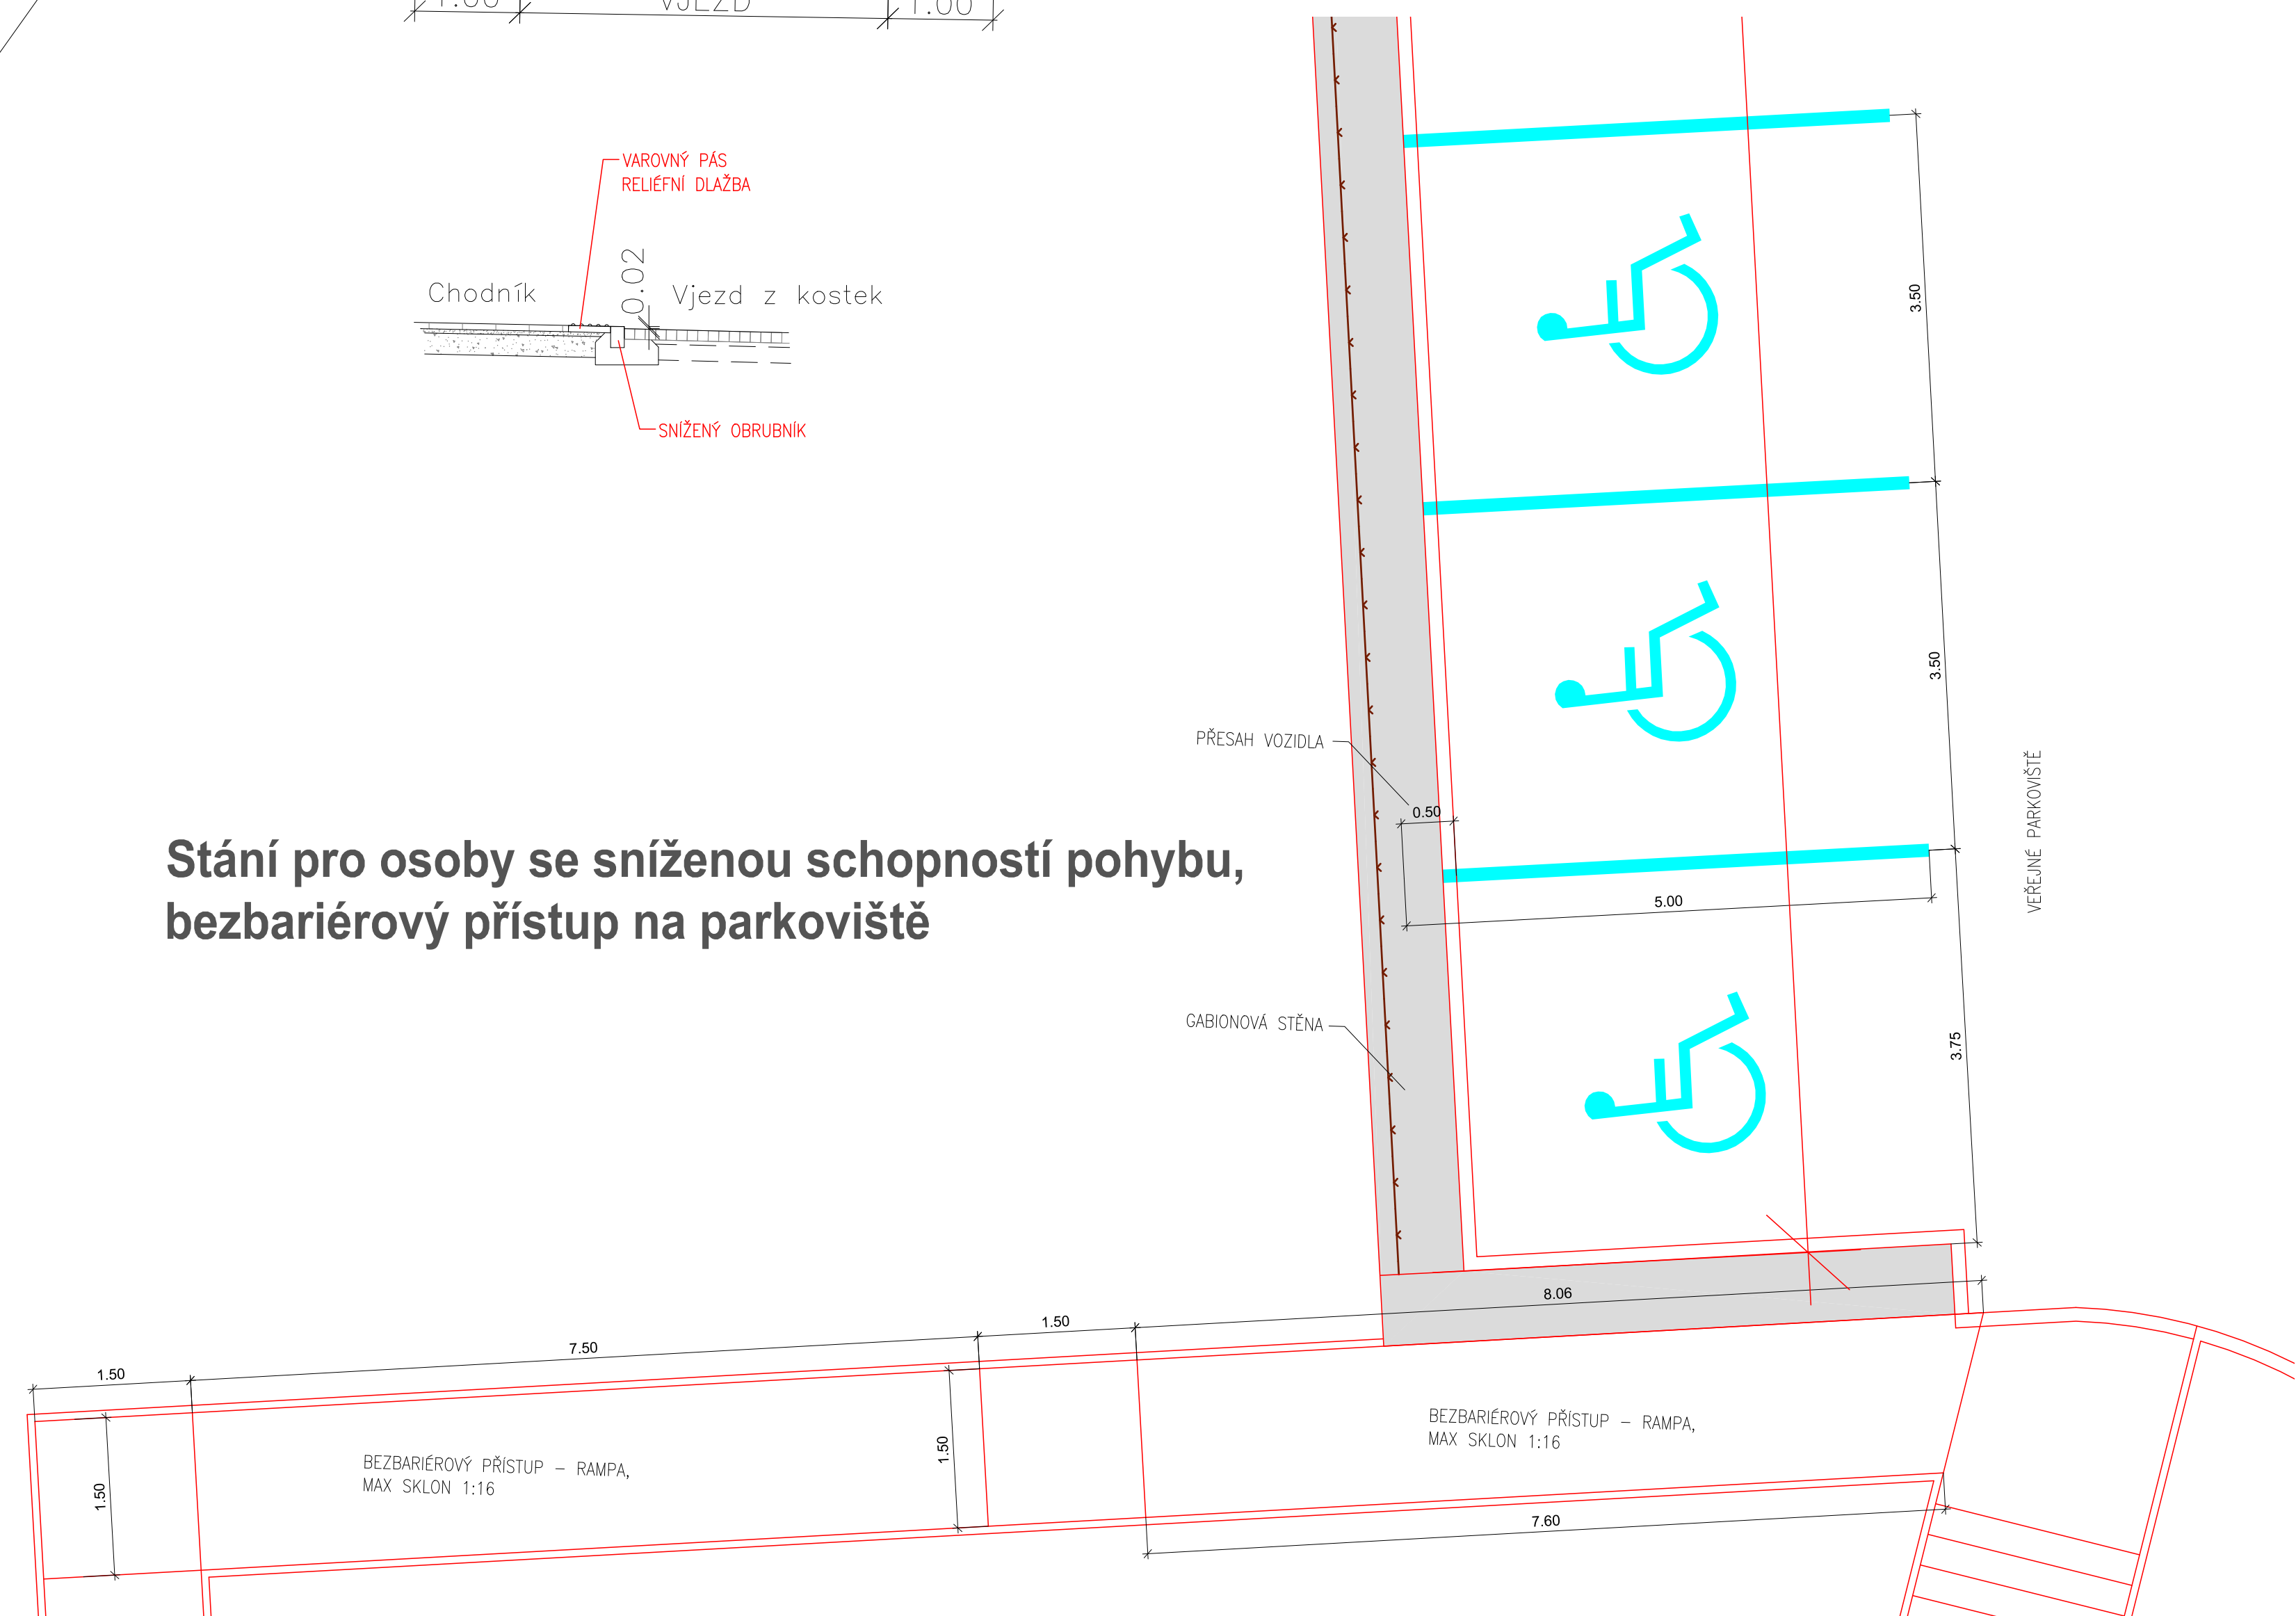 1.00
VJEZD
1.00
VAROVNÝ PÁS
RELIÉFNÍ DLAŽBA
Chodník
0.02
Vjezd z kostek
SNÍŽENÝ OBRUBNÍK
3.50
3.50
PŘESAH VOZIDLA
0.50
VEŘEJNÉ PARKOVIŠTĚ
Stání pro osoby se sníženou schopností pohybu,
bezbariérový přístup na parkoviště
5.00
GABIONOVÁ STĚNA
3.75
8.06
1.50
7.50
1.50
BEZBARIÉROVÝ PŘÍSTUP – RAMPA,
MAX SKLON 1:16
1.50
BEZBARIÉROVÝ PŘÍSTUP – RAMPA,
MAX SKLON 1:16
1.50
7.60